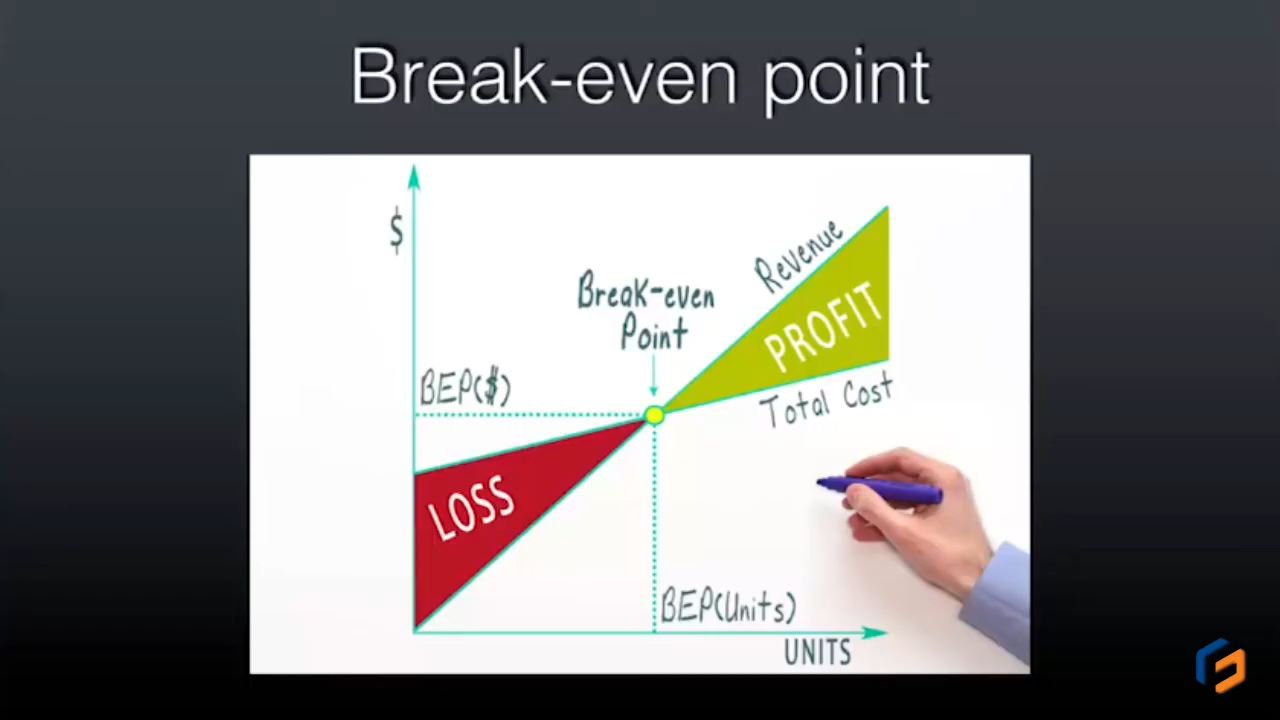 Break-even point
$
Revenue
Break-even
Point
PROFIT
BEP($)
Total Cost
LOSS
BEP(Units)
UNITS